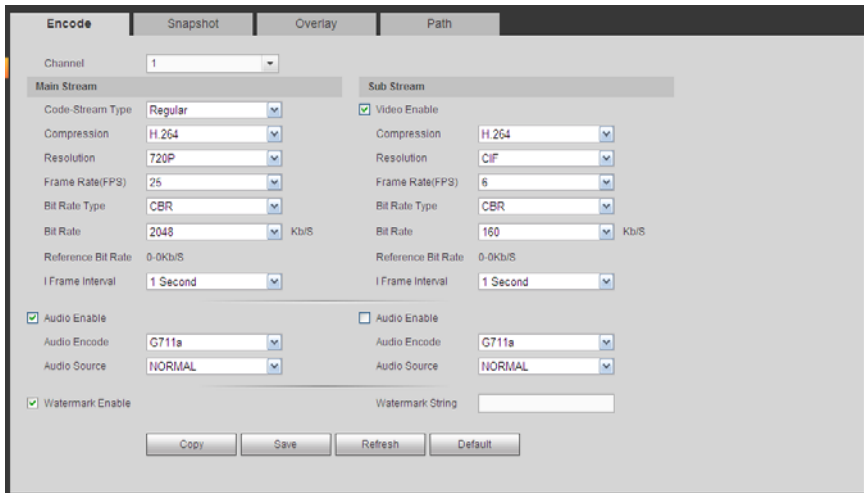 Encode Snapshot Overlay Path
Channel 1
Main Stream Sub Stream
Code-Stream Type Regular Video Enable
Compression H.264 Compression H.264
Resolution 720P Resolution CIF
Frame Rate(FPS) 25 Frame Rate(FPS) 6
Bit Rate Type CBR Bit Rate Type CBR
Bit Rate 2048 Kb/S Bit Rate 160 Kb/S
Reference Bit Rate 0-0Kb/S Reference Bit Rate 0-0Kb/S
I Frame Interval 1 Second I Frame Interval 1 Second
Audio Enable Audio Enable
Audio Encode G711a Audio Encode G711a
Audio Source NORMAL Audio Source NORMAL
Watermark Enable Watermark String
Copy Save Refresh Default